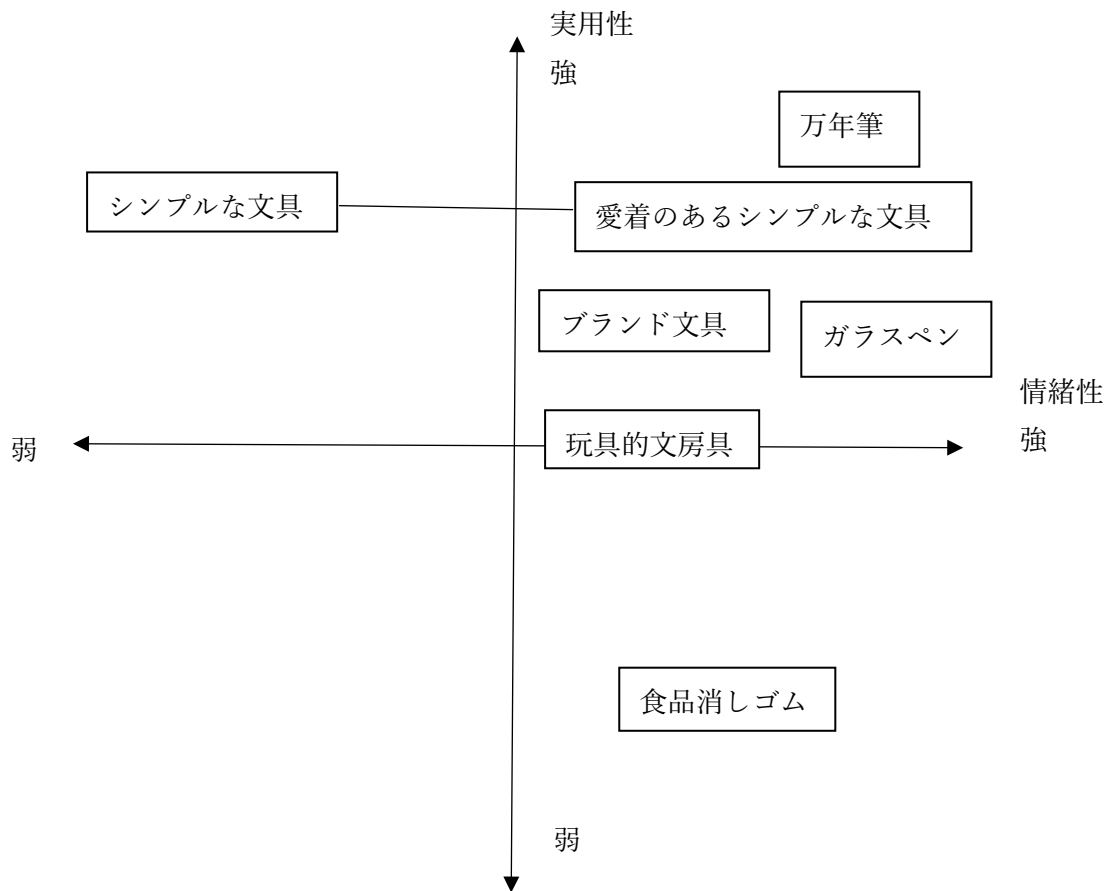 実用性
強
万年筆
シンプルな文具
愛着のあるシンプルな文具
ブランド文具
ガラスペン
情緒性
強
弱
玩具的文房具
食品消しゴム
弱